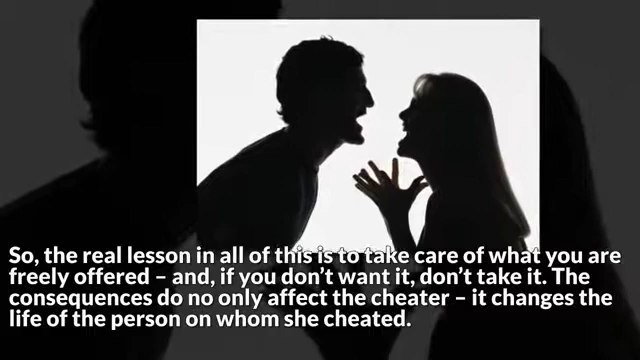 So, the real lesson in all of this is to take care of what you are
freely offered – and, if you don't want it, don't take it. The
consequences do no only affect the cheater – it changes the
life of the person on whom she cheated.